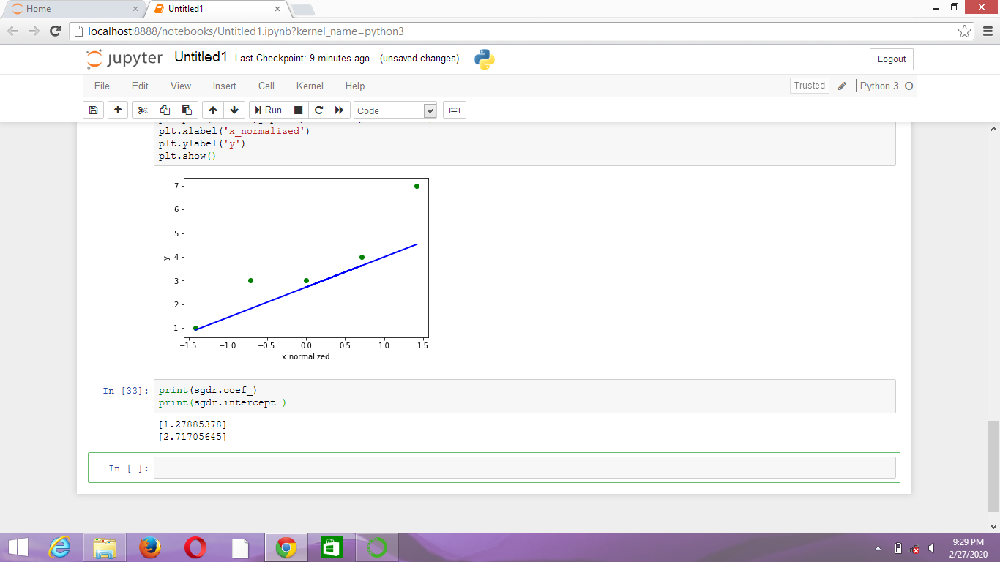 Home
Untitled1
localhost:8888/notebooks/Untitled1.ipynb?kernel_name=python3
jupyter Untitled1 Last Checkpoint: 9 minutes ago (unsaved changes)
Logout
File Edit View Insert Cell Kernel Help
Trusted
Python 3
Run
Code
plt.xlabel('x_normalized')
plt.ylabel('y')
plt.show()
7
6
5
4
3
2
1
y
−1.5 −1.0 −0.5 0.0 0.5 1.0 1.5
x_normalized
In [33]:
print(sgdr.coef_)
print(sgdr.intercept_)
[1.27885378]
[2.71705645]
In [ ]:
9:29 PM
2/27/2020